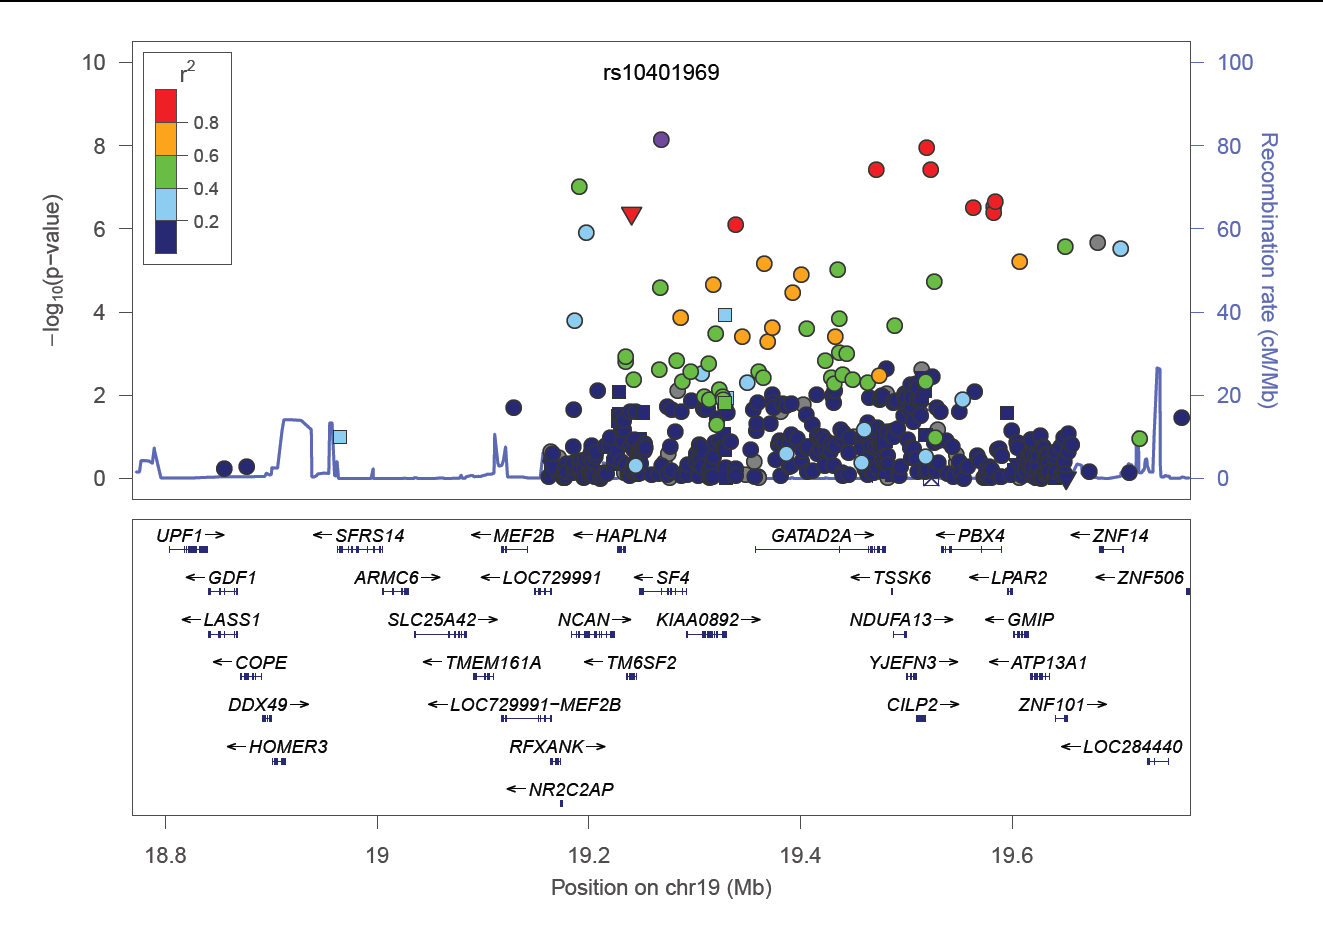 rs10401969
r2
0.8
0.6
0.4
0.2
10
8
6
4
2
0
−log10(p−value)
100
80
60
40
20
0
Recombination rate (cM/Mb)
UPF1 → ← SFRS14 ← MEF2B ← HAPLN4 GATAD2A → ← PBX4 ← ZNF14
← GDF1 ARMC6 → ← LOC729991 ← SF4 ← TSSK6 ← LPAR2 ← ZNF506
← LASS1 SLC25A42 → NCAN → KIAA0892 → NDUFA13 → ← GMIP
← COPE ← TMEM161A ← TM6SF2 YJEFN3 → ← ATP13A1
DDX49 → ← LOC729991−MEF2B CILP2 → ZNF101 →
← HOMER3 RFXANK → ← LOC284440
← NR2C2AP
18.8 19 19.2 19.4 19.6
Position on chr19 (Mb)